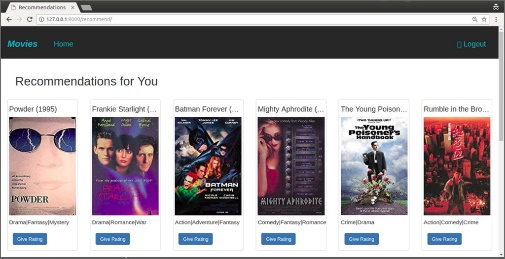 Recommendations
127.0.0.1:8000/recommend/
Movies Home Logout
Recommendations for You
Powder (1995) Frankie Starlight (... Batman Forever (... Mighty Aphrodite (... The Young Poison... Rumble in the Bro...
POWDER
BATMAN
FOREVER
MIGHTY APHRODITE
The Young
Poisoner's
Handbook
Drama|Fantasy|Mystery Drama|Romance|War Action|Adventure|Fantasy Comedy|Fantasy|Romance Crime|Drama Action|Comedy|Crime
Give Rating Give Rating Give Rating Give Rating Give Rating Give Rating